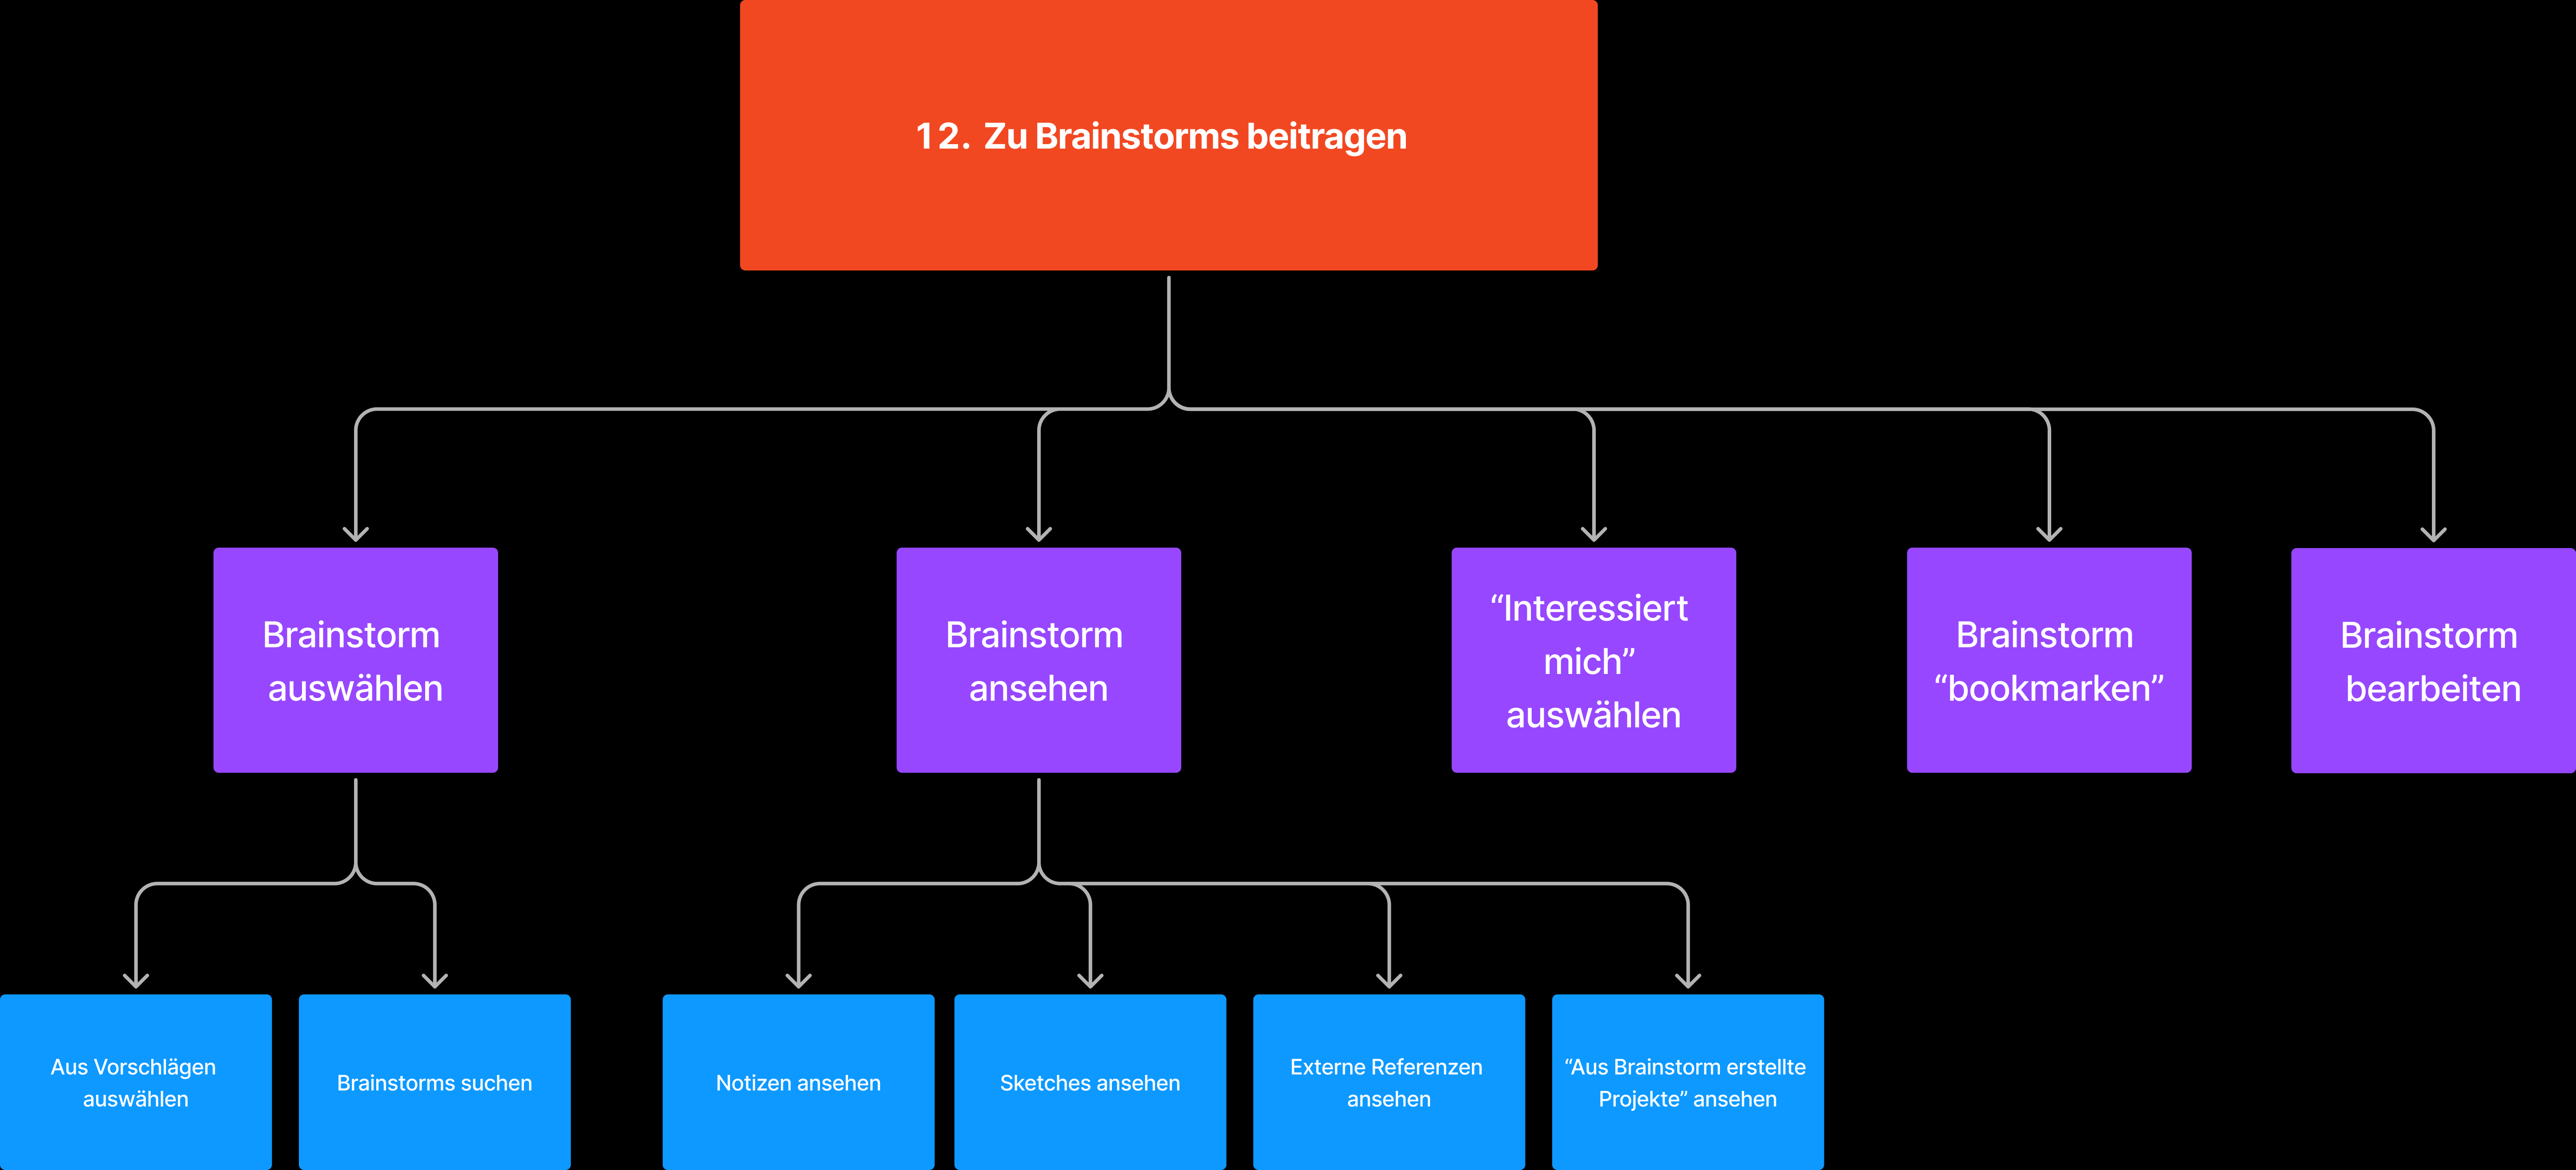 12. Zu Brainstorms beitragen
Brainstorm
auswählen
Brainstorm
ansehen
“Interessiert
mich”
auswählen
Brainstorm
“bookmarken”
Brainstorm
bearbeiten
Aus Vorschlägen
auswählen
Brainstorms suchen
Notizen ansehen
Sketches ansehen
Externe Referenzen
ansehen
“Aus Brainstorm erstellte
Projekte” ansehen